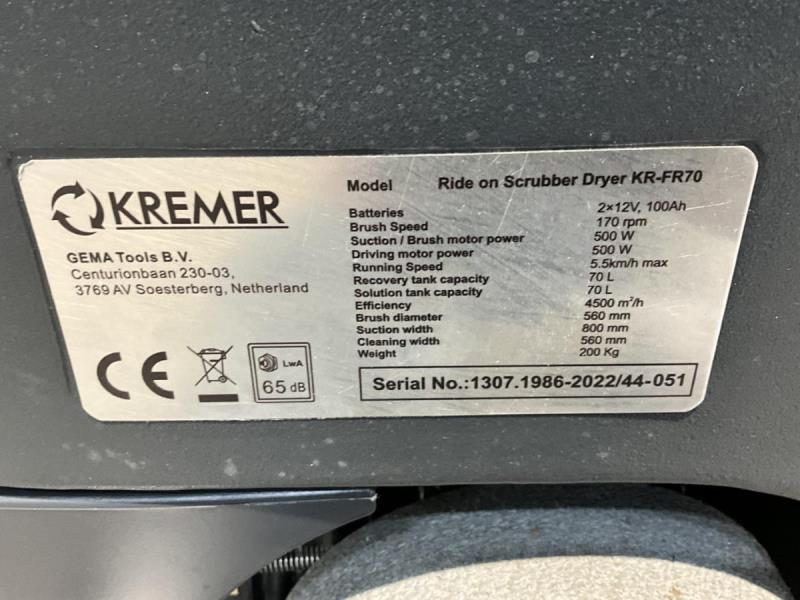 KREMER
GEMA Tools B.V.
Centurionbaan 230-03,
3769 AV Soesterberg, Netherland
CE
LwA
65 dB
Model Ride on Scrubber Dryer KR-FR70
Batteries 2×12V, 100Ah
Brush Speed 170 rpm
Suction / Brush motor power 500 W
Driving motor power 500 W
Running Speed 5.5km/h max
Recovery tank capacity 70 L
Solution tank capacity 70 L
Efficiency 4500 m²/h
Brush diameter 560 mm
Suction width 800 mm
Cleaning width 560 mm
Weight 200 Kg
Serial No.:1307.1986-2022/44-051